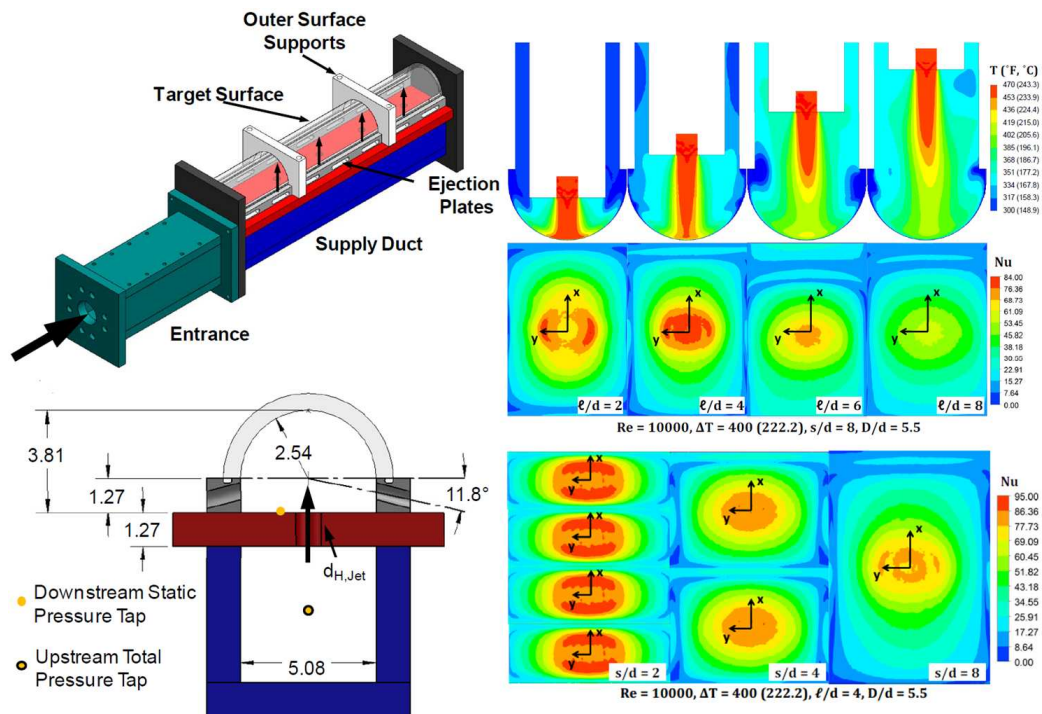 Outer Surface
Supports
Target Surface
Ejection
Plates
Supply Duct
Entrance
3.81
2.54
1.27
11.8°
1.27
d_H,Jet
Downstream Static
Pressure Tap
Upstream Total
Pressure Tap
5.08
T (°F, °C)
470 (243.3)
453 (233.9)
436 (224.4)
419 (215.0)
402 (205.6)
385 (196.1)
368 (186.7)
351 (177.2)
334 (167.8)
317 (158.3)
300 (148.9)
x
y
x
y
x
y
x
y
ℓ/d= 2
ℓ/d= 4
ℓ/d= 6
ℓ/d= 8
Nu
84.00
76.36
68.73
61.09
53.45
45.82
38.18
30.55
22.91
15.27
7.64
0.00
Re = 10000, ΔT = 400 (222.2), s/d= 8, D/d= 5.5
x
y
x
y
x
y
x
y
x
y
x
y
x
y
s/d= 2
s/d= 4
s/d= 8
Nu
95.00
86.36
77.73
69.09
60.45
51.82
43.18
34.55
25.91
17.27
8.64
0.00
Re = 10000, ΔT = 400 (222.2), ℓ/d= 4, D/d= 5.5